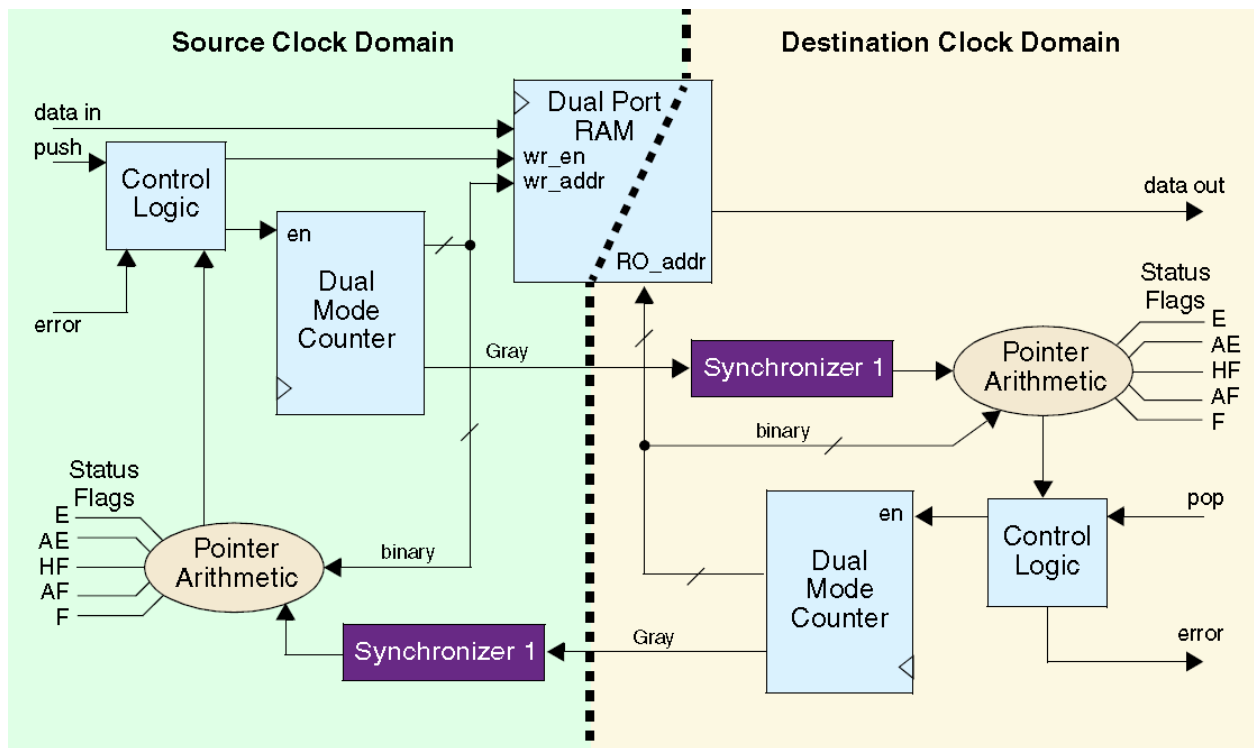 Source Clock Domain
Destination Clock Domain
data in
push
Control
Logic
error
en
Dual
Mode
Counter
Dual Port
RAM
wr_en
wr_addr
RO_addr
data out
Gray
Synchronizer 1
Pointer
Arithmetic
Status
Flags
E
AE
HF
AF
F
binary
Status
Flags
E
AE
HF
AF
F
Pointer
Arithmetic
binary
Synchronizer 1
Gray
en
Dual
Mode
Counter
Control
Logic
pop
error